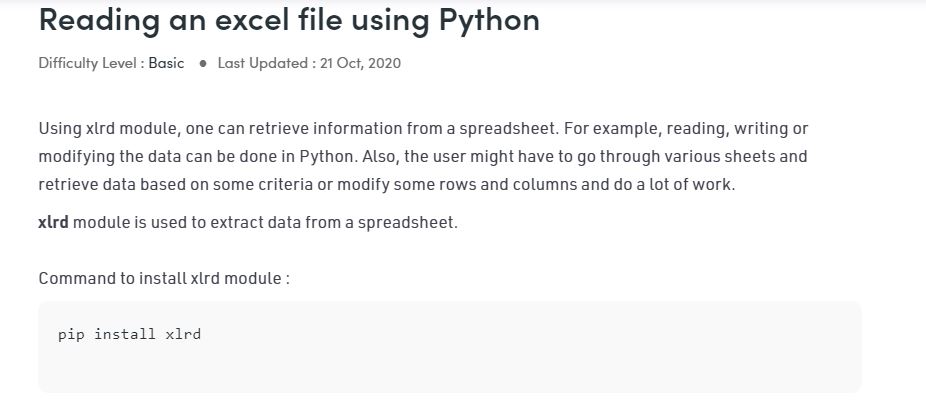 Reading an excel file using Python
Difficulty Level : Basic ● Last Updated : 21 Oct, 2020
Using xlrd module, one can retrieve information from a spreadsheet. For example, reading, writing or
modifying the data can be done in Python. Also, the user might have to go through various sheets and
retrieve data based on some criteria or modify some rows and columns and do a lot of work.
xlrd module is used to extract data from a spreadsheet.
Command to install xlrd module :
pip install xlrd